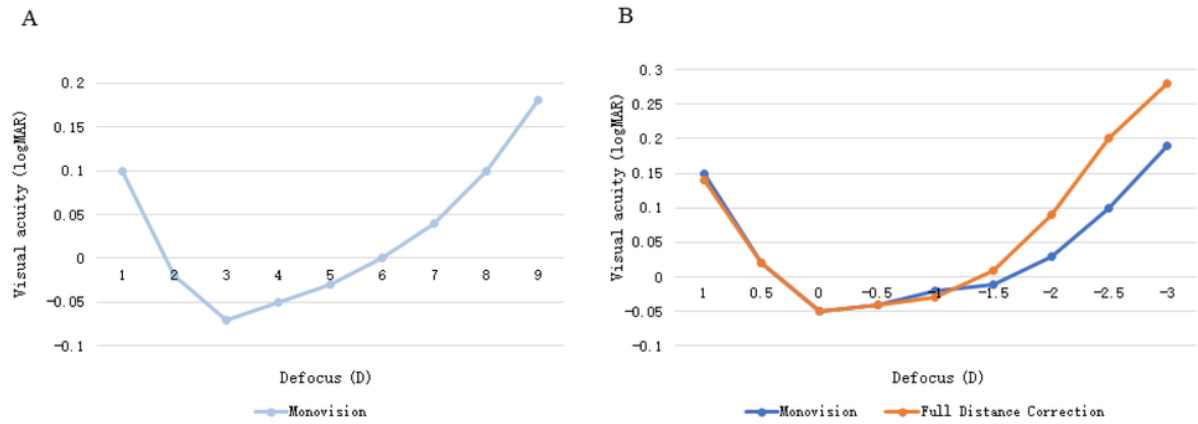 A
Visual acuity (logMAR)
0.2
0.15
0.1
0.05
0
-0.05
-0.1
1 2 3 4 5 6 7 8 9
Defocus (D)
Monovision
B
Visual acuity (logMAR)
0.3
0.25
0.2
0.15
0.1
0.05
0
-0.05
-0.1
1 0.5 0 -0.5 -1 -1.5 -2 -2.5 -3
Defocus (D)
Monovision Full Distance Correction